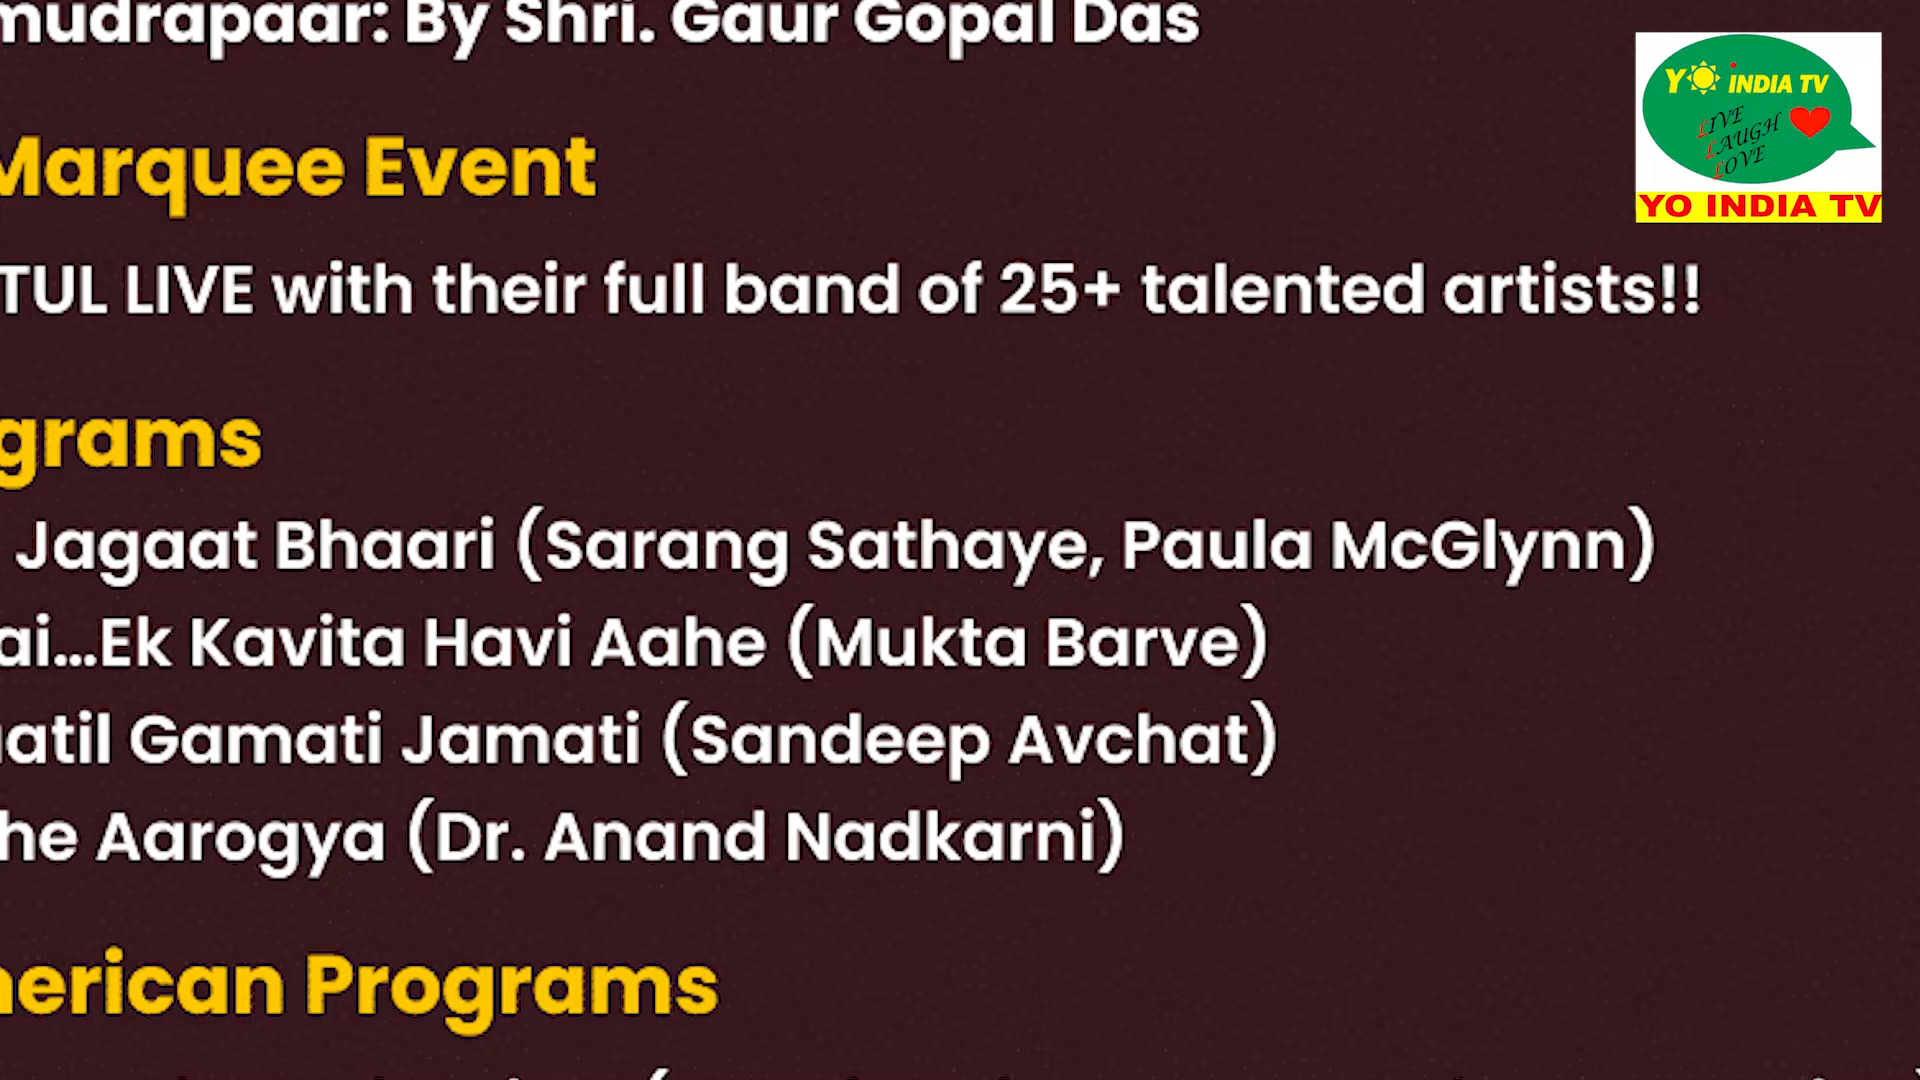 mudrapaar: By Shri. Gaur Gopal Das
YO INDIA TV
LIVE
LAUGH
LOVE
YO INDIA TV
Marquee Event
TUL LIVE with their full band of 25+ talented artists!!
grams
Jagaat Bhaari (Sarang Sathaye, Paula McGlynn)
ai...Ek Kavita Havi Aahe (Mukta Barve)
atil Gamati Jamati (Sandeep Avchat)
he Aarogya (Dr. Anand Nadkarni)
nerican Programs